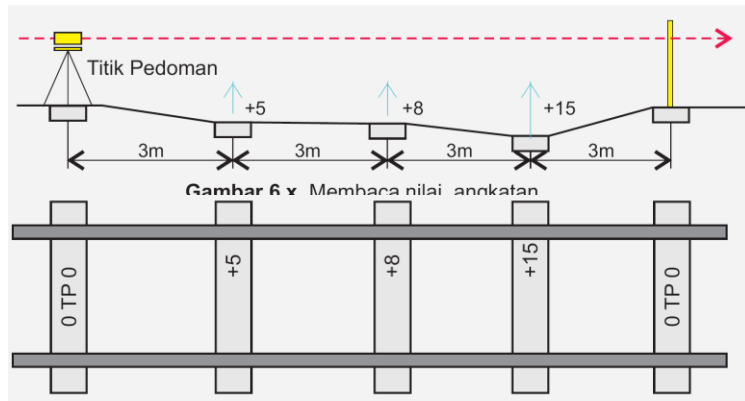 Titik Pedoman
+5
+8
+15
3m
3m
3m
3m
Gambar 6.x. Membaca nilai angkatan
0 TP 0
+5
+8
+15
0 TP 0